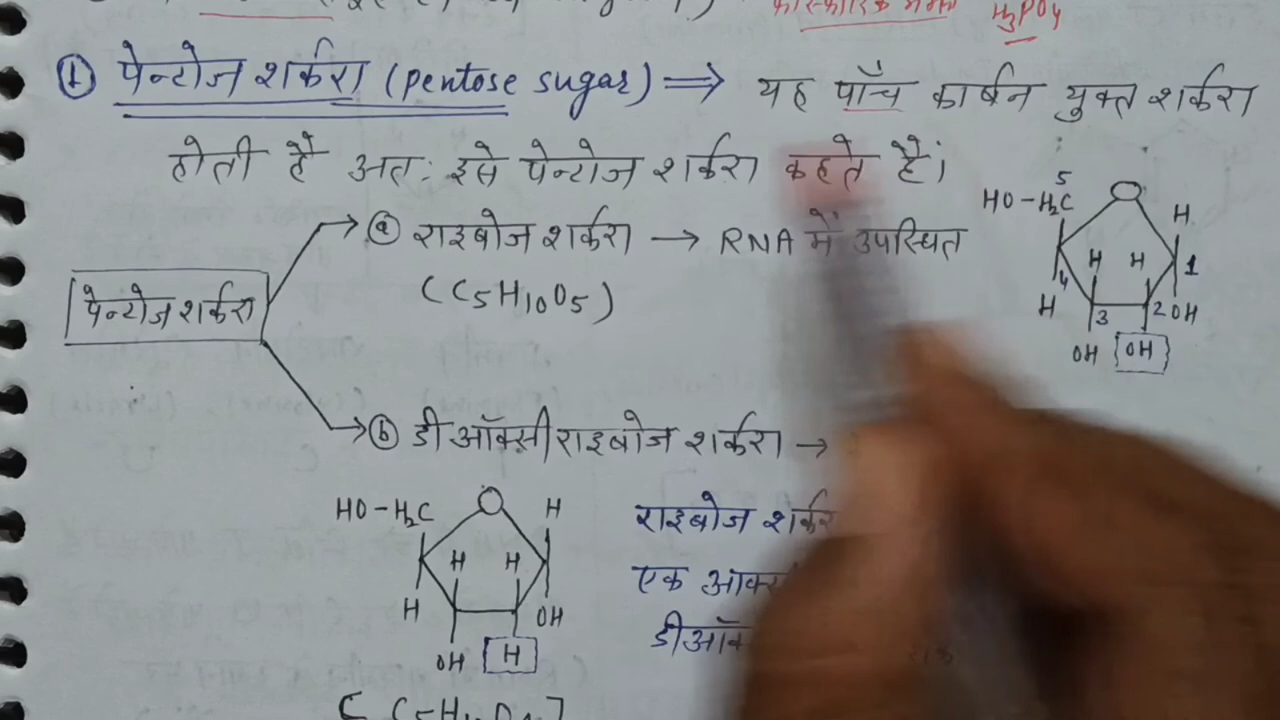 H3PO4
① पेन्टोज शर्करा (pentose sugar) ⇒ यह पाँच कार्बन युक्त शर्करा
होती है अतः इसे पेन्टोज शर्करा कहते हैं।
पेन्टोज शर्करा
ⓐ राइबोज शर्करा → RNA में उपस्थित
(C5H10O5)
HO-H2C 5 O H
H H 1
H 4 3 2 OH
OH OH
ⓑ डीऑक्सीराइबोज शर्करा →
HO-H2C O H
H H
H OH
OH H
राइबोज
एक